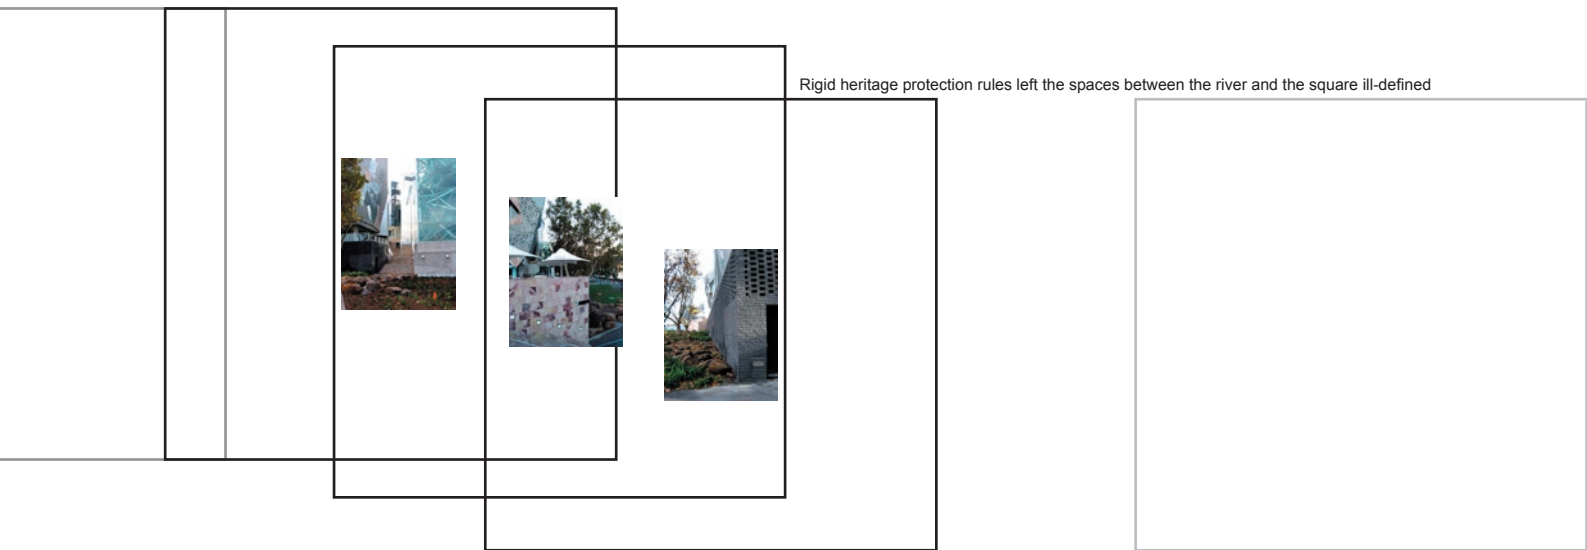 Rigid heritage protection rules left the spaces between the river and the square ill-defined